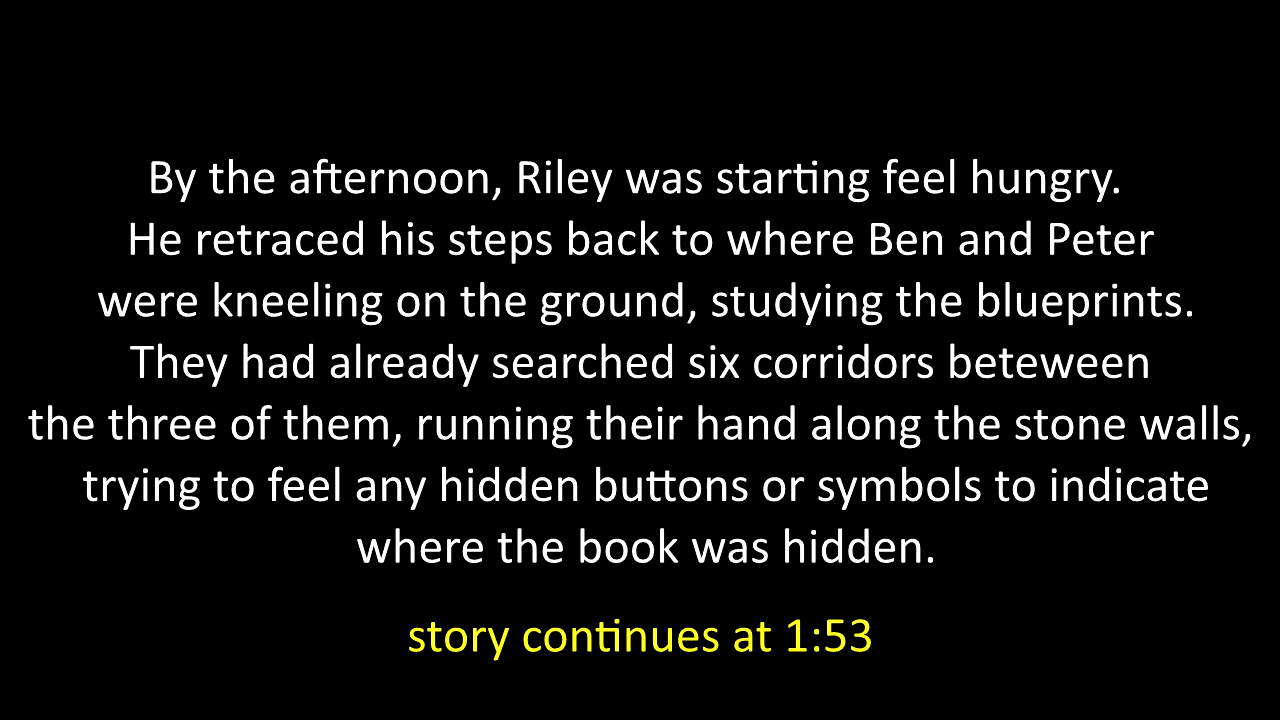 By the afternoon, Riley was starting feel hungry.
He retraced his steps back to where Ben and Peter
were kneeling on the ground, studying the blueprints.
They had already searched six corridors beteween
the three of them, running their hand along the stone walls,
trying to feel any hidden buttons or symbols to indicate
where the book was hidden.
story continues at 1:53